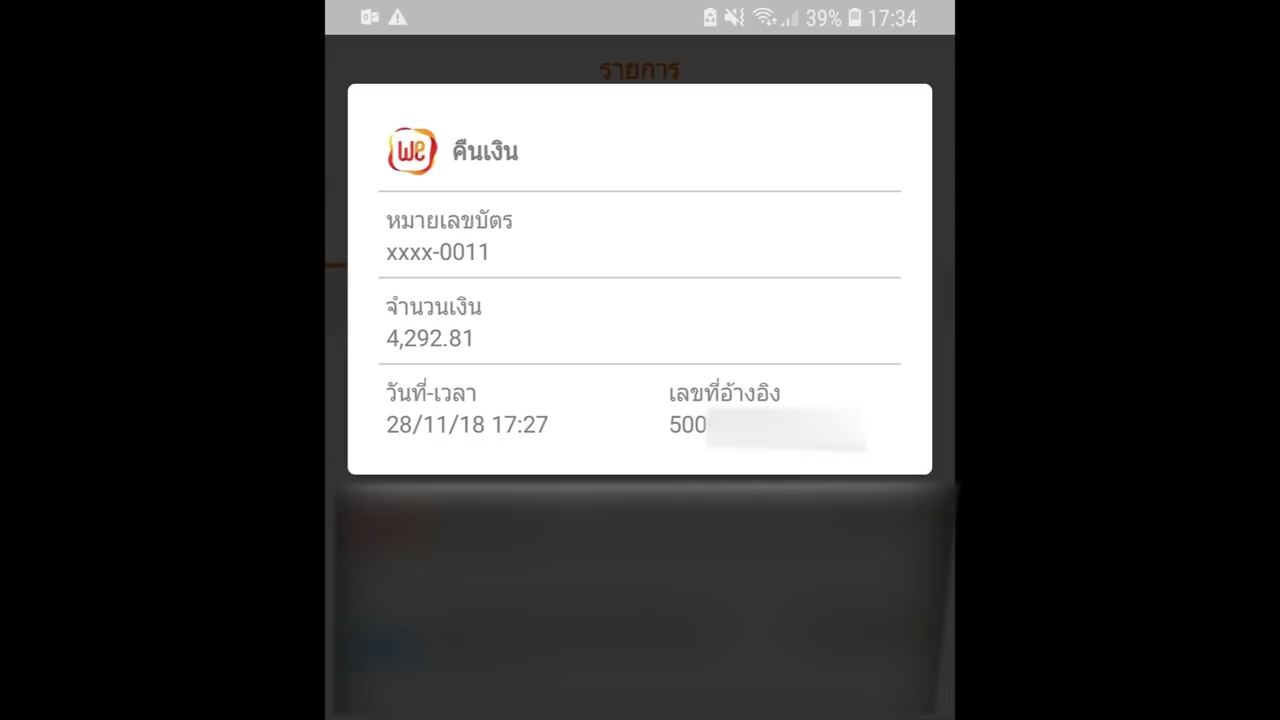 39% 17:34
รายการ
we คืนเงิน
หมายเลขบัตร
xxxx-0011
จำนวนเงิน
4,292.81
วันที่-เวลา
28/11/18 17:27
เลขที่อ้างอิง
500